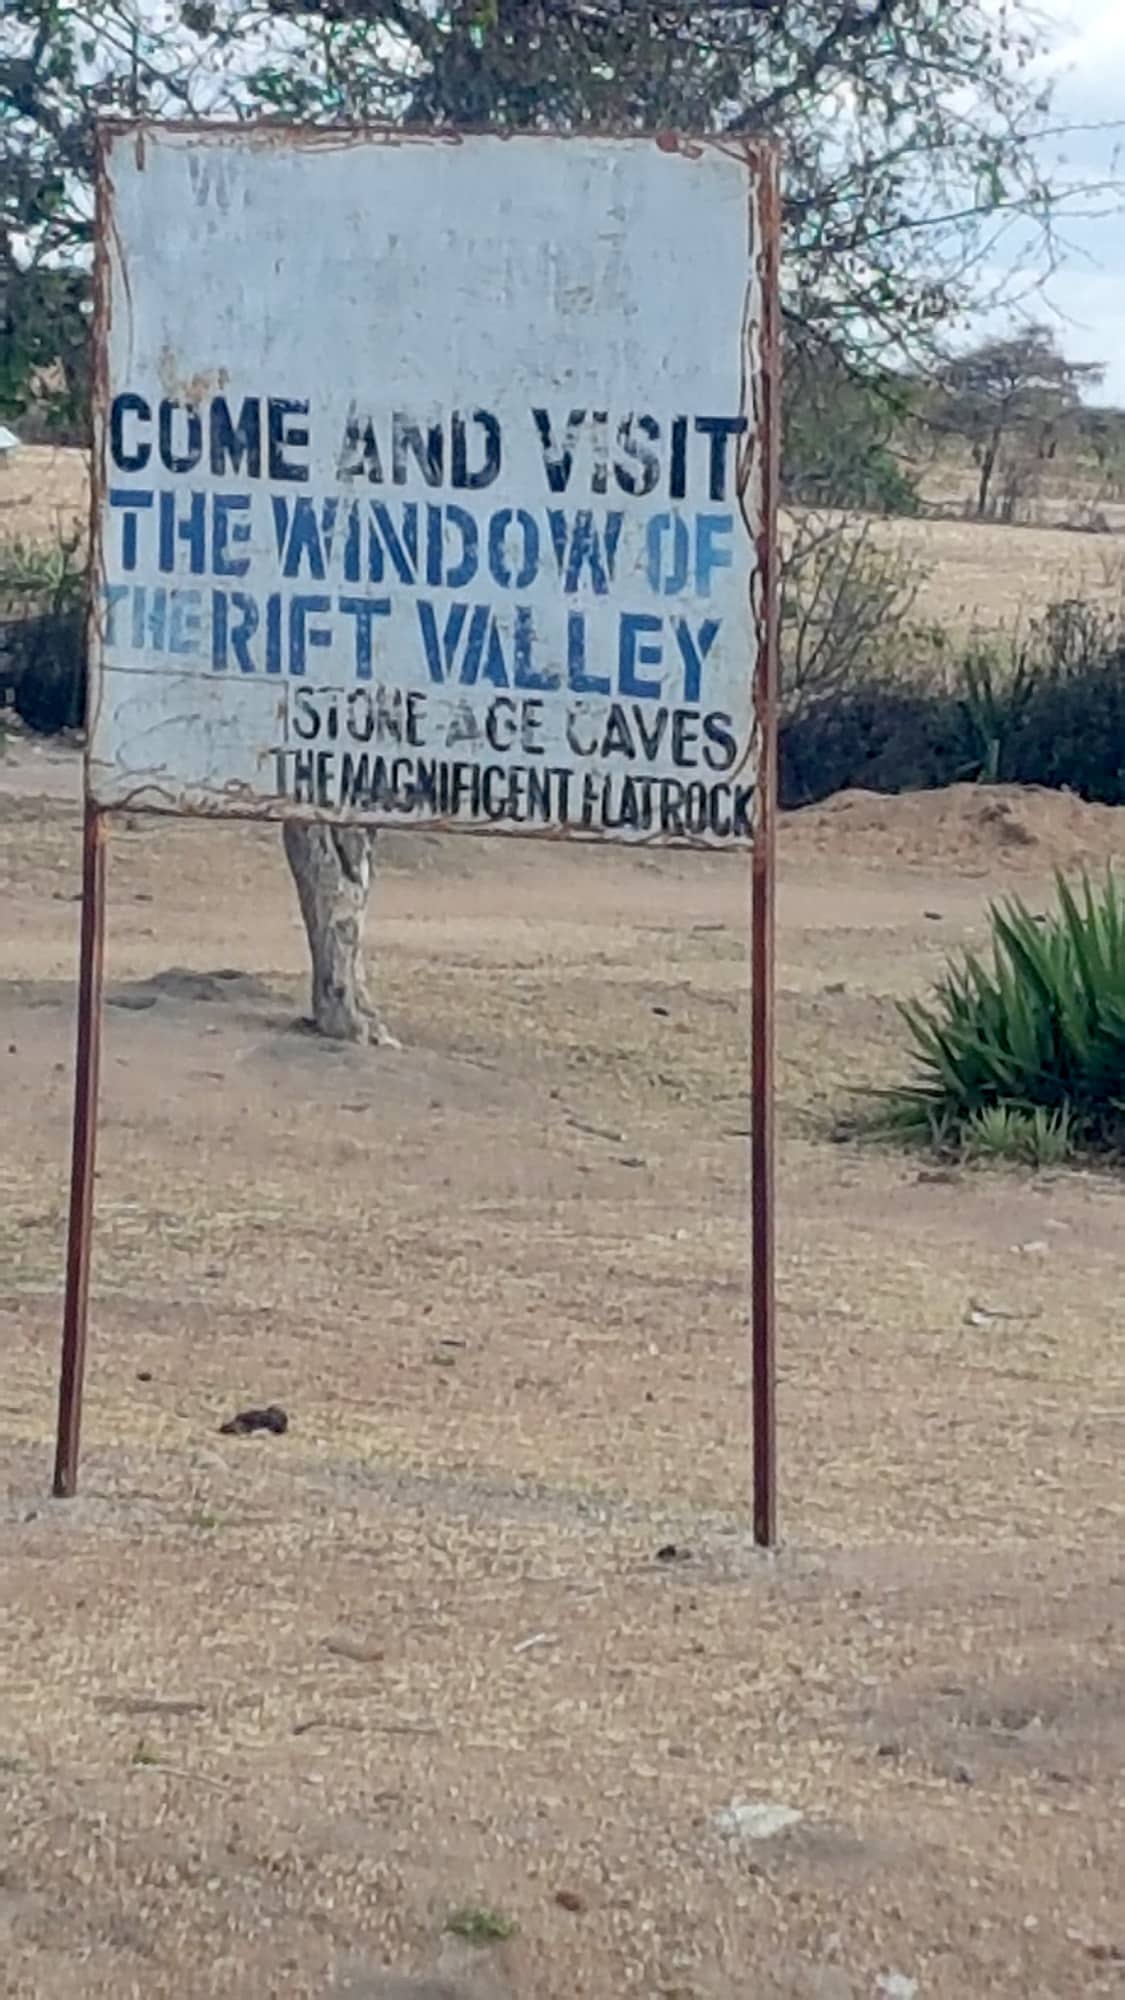 COME AND VISIT
THE WINDOW OF
THE RIFT VALLEY
STONE AGE CAVES
THE MAGNIFICENT FLATROCK